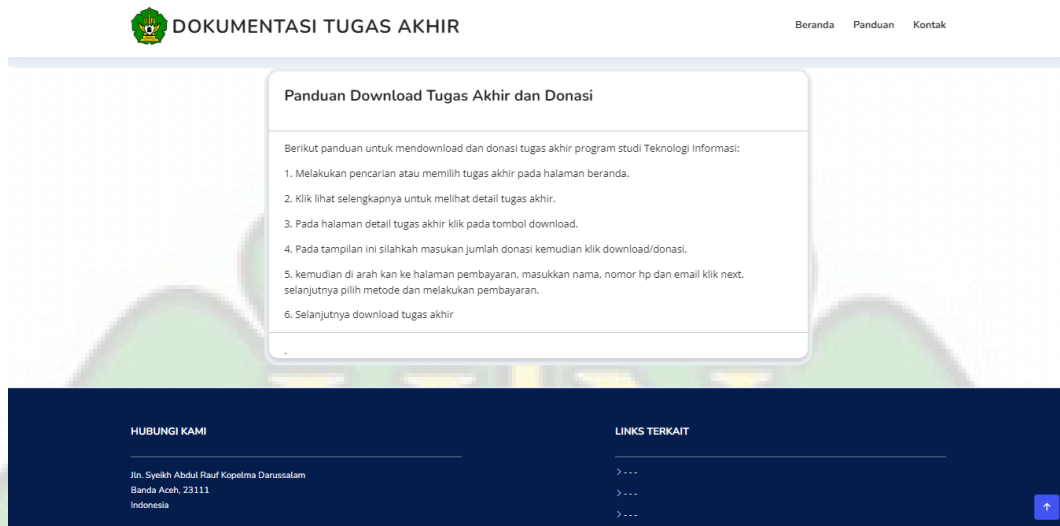 DOKUMENTASI TUGAS AKHIR
Beranda Panduan Kontak
Panduan Download Tugas Akhir dan Donasi
Berikut panduan untuk mendownload dan donasi tugas akhir program studi Teknologi Informasi:
1. Melakukan pencarian atau memilih tugas akhir pada halaman beranda.
2. Klik lihat selengkapnya untuk melihat detail tugas akhir.
3. Pada halaman detail tugas akhir klik pada tombol download.
4. Pada tampilan ini silahkah masukan jumlah donasi kemudian klik download/donasi.
5. kemudian di arah kan ke halaman pembayaran, masukkan nama, nomor hp dan email klik next.
selanjutnya pilih metode dan melakukan pembayaran.
6. Selanjutnya download tugas akhir
.
HUBUNGI KAMI
Jln. Syeikh Abdul Rauf Kopelma Darussalam
Banda Aceh, 23111
Indonesia
LINKS TERKAIT
> ---
> ---
> ---